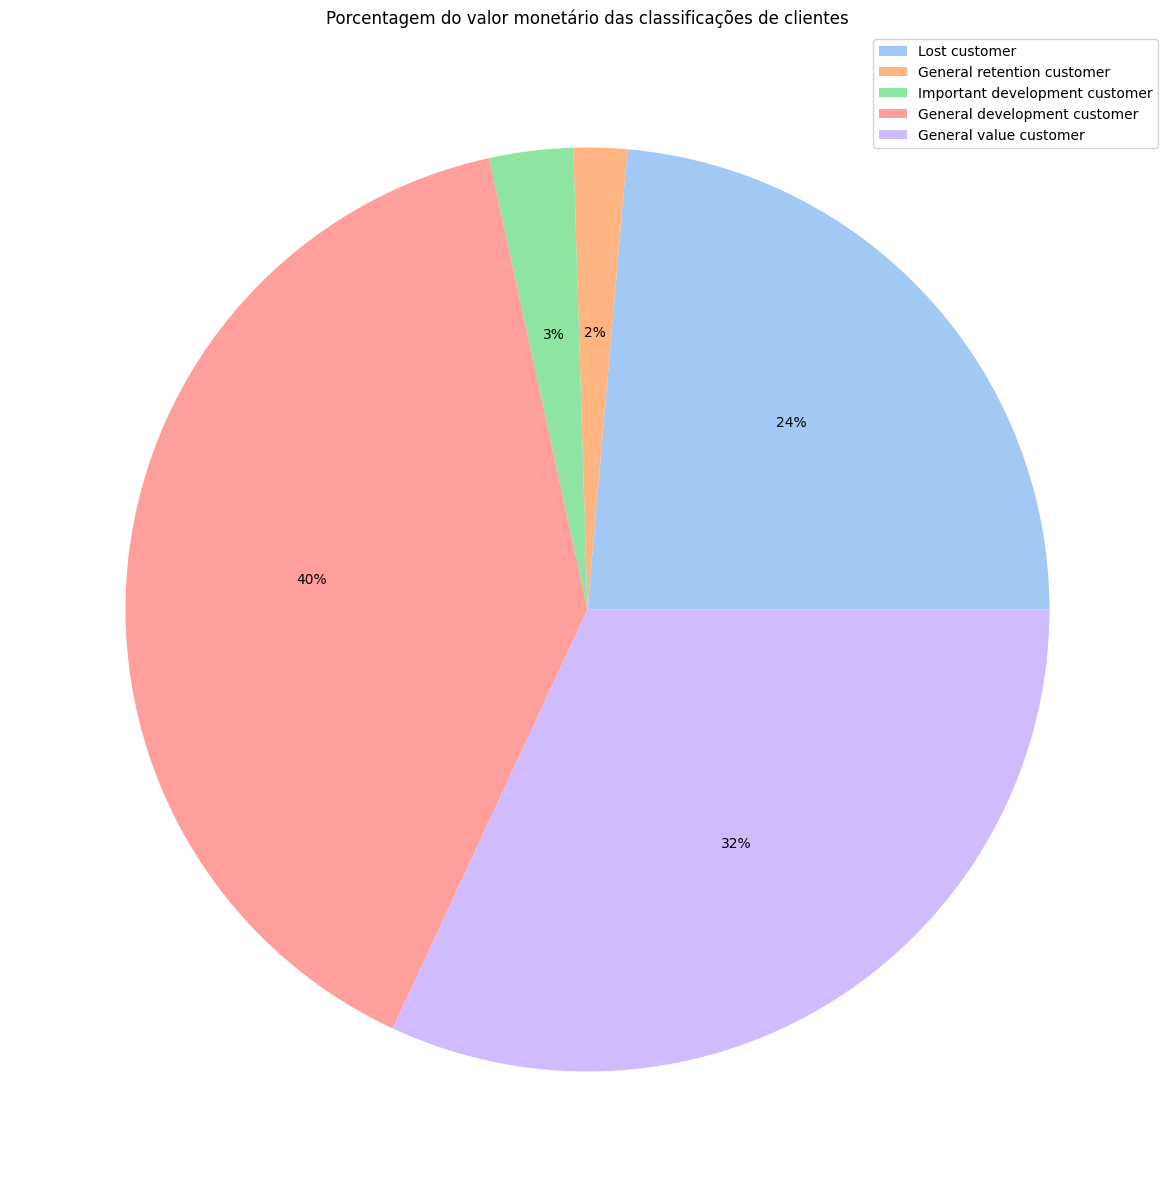 Porcentagem do valor monetário das classificações de clientes
Lost customer
General retention customer
Important development customer
General development customer
General value customer
3%
2%
24%
40%
32%